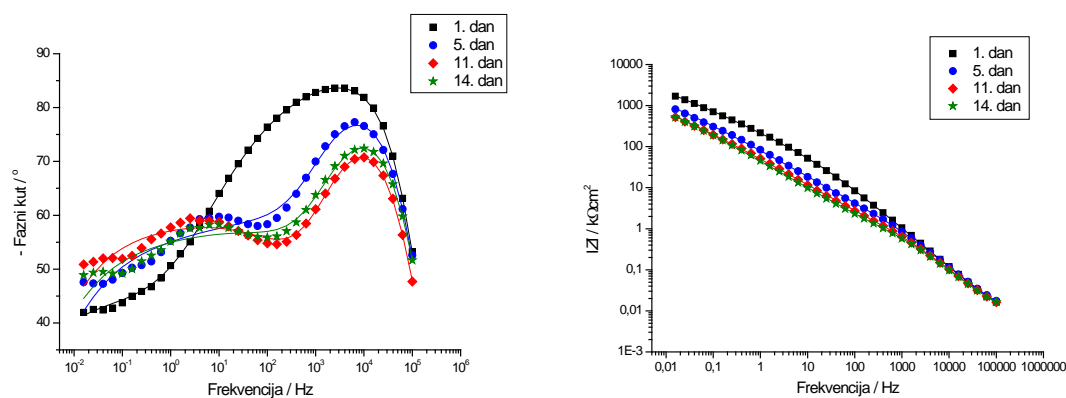 1. dan
5. dan
11. dan
14. dan
90
80
70
60
50
40
- Fazni kut / °
10-2 10-1 100 101 102 103 104 105 106
Frekvencija / Hz
1. dan
5. dan
11. dan
14. dan
10000
1000
100
10
1
0,1
0,01
1E-3
IZI / kΩcm2
0,01 0,1 1 10 100 1000 10000 100000 1000000
Frekvencija / Hz